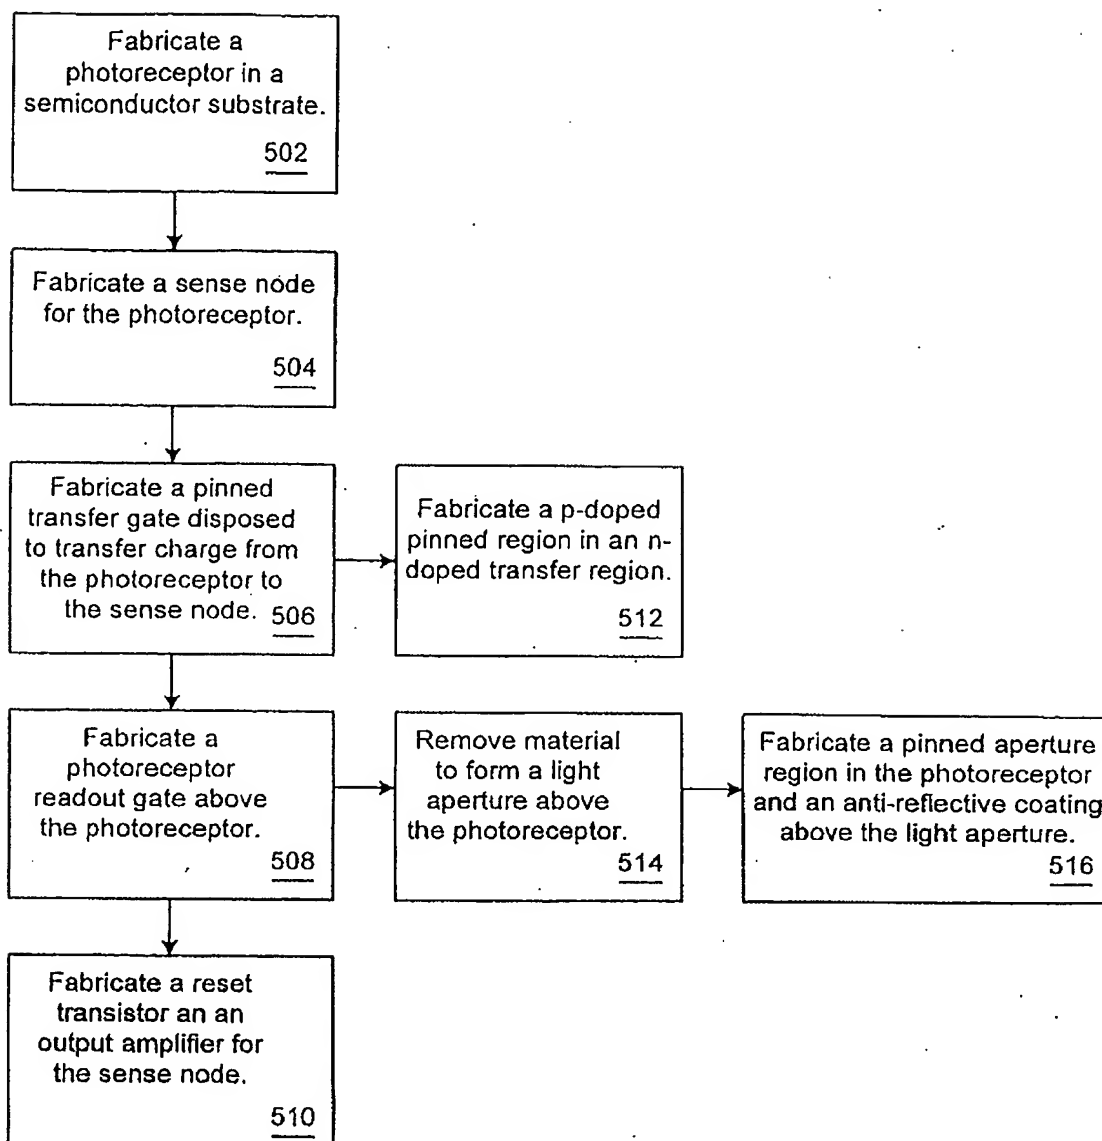 Fabricate a
photoreceptor in a
semiconductor substrate.
502
Fabricate a sense node
for the photoreceptor.
504
Fabricate a pinned
transfer gate disposed
to transfer charge from
the photoreceptor to
the sense node. 506
Fabricate a p-doped
pinned region in an n-
doped transfer region.
512
Fabricate a
photoreceptor
readout gate above
the photoreceptor.
508
Remove material
to form a light
aperture above
the photoreceptor.
514
Fabricate a pinned aperture
region in the photoreceptor
and an anti-reflective coating
above the light aperture.
516
Fabricate a reset
transistor an an
output amplifier for
the sense node.
510